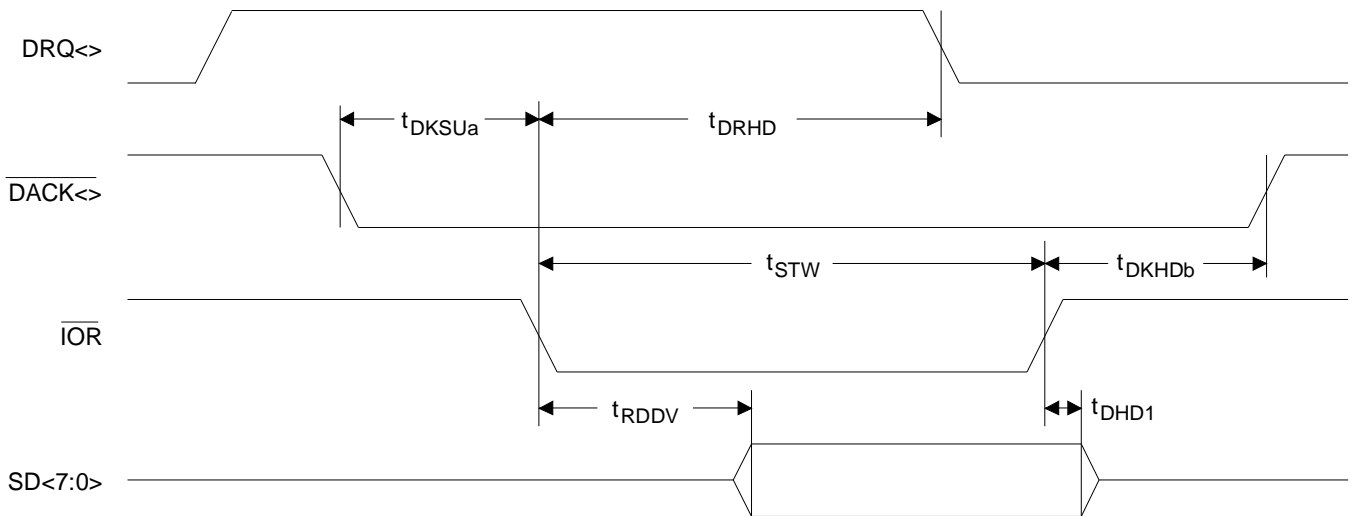 DRQ<>
tDKSUa
tDRHD
DACK<>
tSTW
tDKHDb
IOR
tRDDV
tDHD1
SD<7:0>